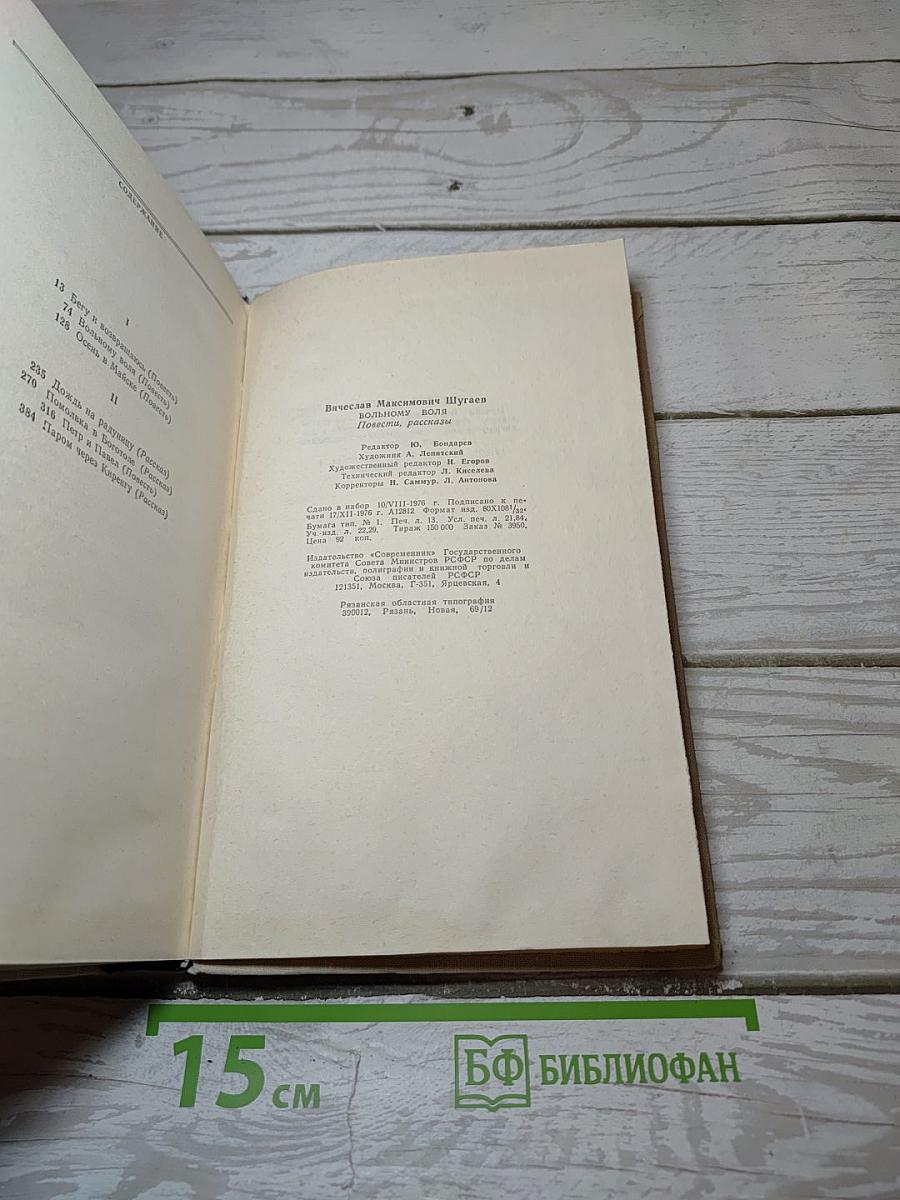 СОДЕРЖАНИЕ
I
13 Бегу и возвращаюсь (Повесть)
74 Вольному воля (Повесть)
126 Осень в Майске (Повесть)
II
235 Дождь на радуницу (Рассказ)
270 Помолвка в Боготоле (Рассказ)
316 Петр и Павел (Повесть)
384 Паром через Киренгу (Рассказ)
Вячеслав Максимович Шугаев
ВОЛЬНОМУ ВОЛЯ
Повести, рассказы
Редактор Ю. Бондарев
Художник А. Лепятский
Художественный редактор Н. Егоров
Технический редактор Л. Киселева
Корректоры Н. Саммур, Л. Антонова
Сдано в набор 10/VIII-1976 г. Подписано к пе-
чати 17/XII-1976 г. А12812 Формат изд. 80X108¹/₃₂.
Бумага тип. № 1. Печ. л. 13. Усл. печ. л. 21,84.
Уч.-изд. л. 22,29. Тираж 150 000 Заказ № 3950.
Цена 92 коп.
Издательство «Современник» Государственного
комитета Совета Министров РСФСР по делам
издательств, полиграфии и книжной торговли и
Союза писателей РСФСР
121351, Москва, Г-351, Ярцевская, 4
Рязанская областная типография
390012, Рязань, Новая, 69/12
15 см
БФ БИБЛИОФАН